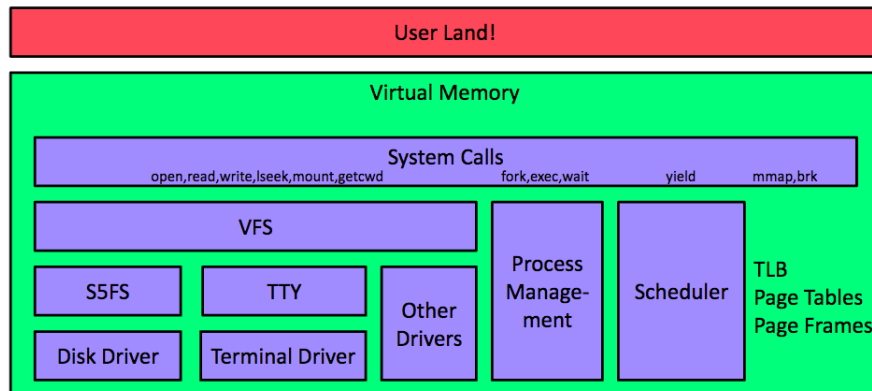 User Land!
Virtual Memory
System Calls
open,read,write,lseek,mount,getcwd
fork,exec,wait
yield
mmap,brk
VFS
Process
Manage-
ment
Scheduler
S5FS
TTY
Other
Drivers
Disk Driver
Terminal Driver
TLB
Page Tables
Page Frames